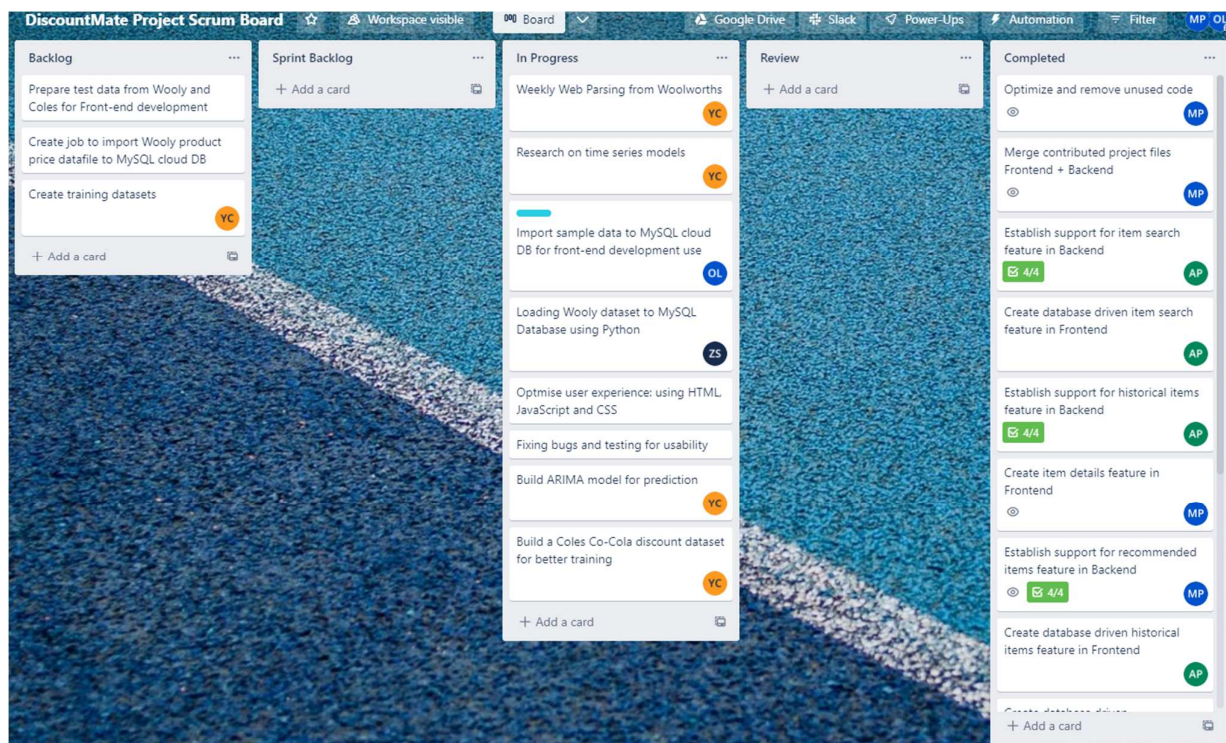 DiscountMate Project Scrum Board
Workspace visible
Board
Google Drive
Slack
Power-Ups
Automation
Filter
MP
OL
Backlog
Prepare test data from Wooly and
Coles for Front-end development
Create job to import Wooly product
price datafile to MySQL cloud DB
Create training datasets
YC
+ Add a card
Sprint Backlog
+ Add a card
In Progress
Weekly Web Parsing from Woolworths
YC
Research on time series models
YC
Import sample data to MySQL cloud
DB for front-end development use
OL
Loading Wooly dataset to MySQL
Database using Python
ZS
Optmise user experience: using HTML,
JavaScript and CSS
Fixing bugs and testing for usability
Build ARIMA model for prediction
YC
Build a Coles Co-Cola discount dataset
for better training
YC
+ Add a card
Review
+ Add a card
Completed
Optimize and remove unused code
MP
Merge contributed project files
Frontend + Backend
MP
Establish support for item search
feature in Backend
4/4
AP
Create database driven item search
feature in Frontend
AP
Establish support for historical items
feature in Backend
4/4
AP
Create item details feature in
Frontend
MP
Establish support for recommended
items feature in Backend
4/4
MP
Create database driven historical
items feature in Frontend
AP
Create database driven
+ Add a card